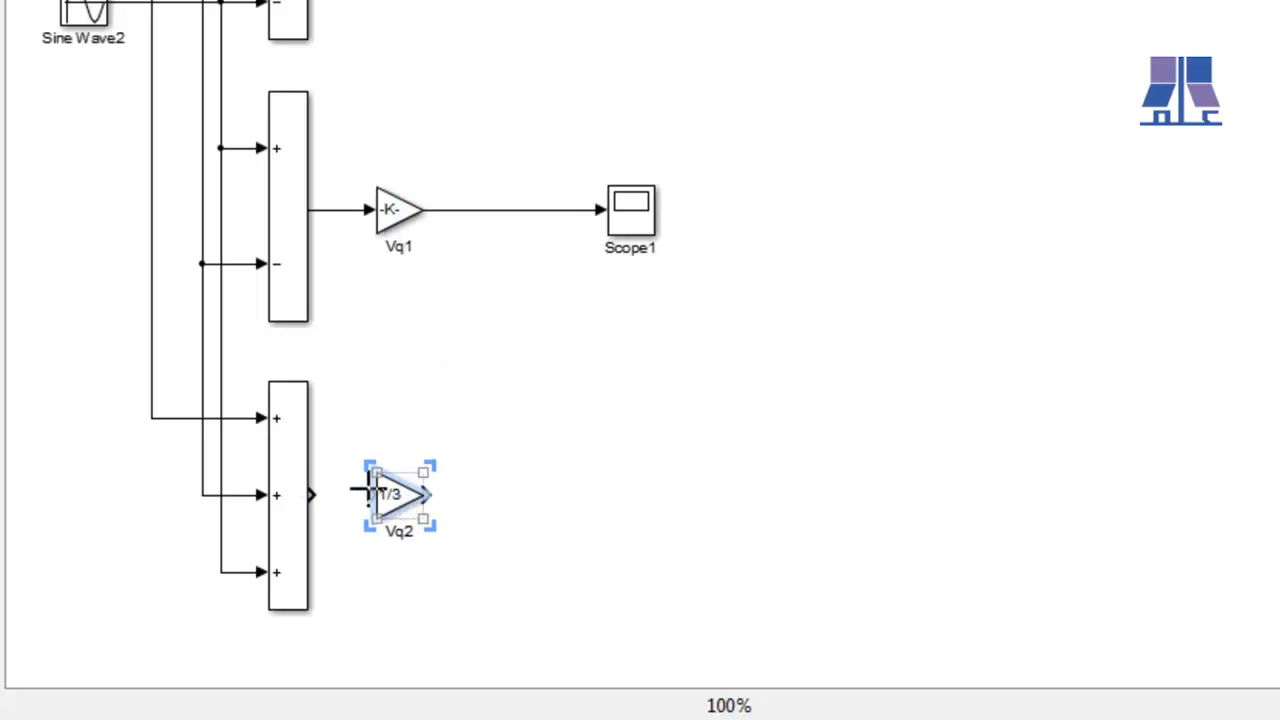 Sine Wave2
−
+
-K-
Vq1
Scope1
−
+
+
1/3
Vq2
+
100%